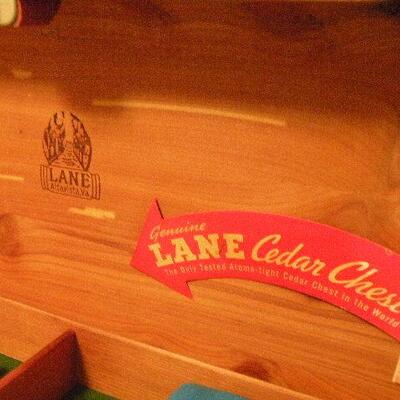 LANE
Altavista, Va.
Genuine
LANE Cedar Chest
The Only Tested Aroma-tight Cedar Chest in the World